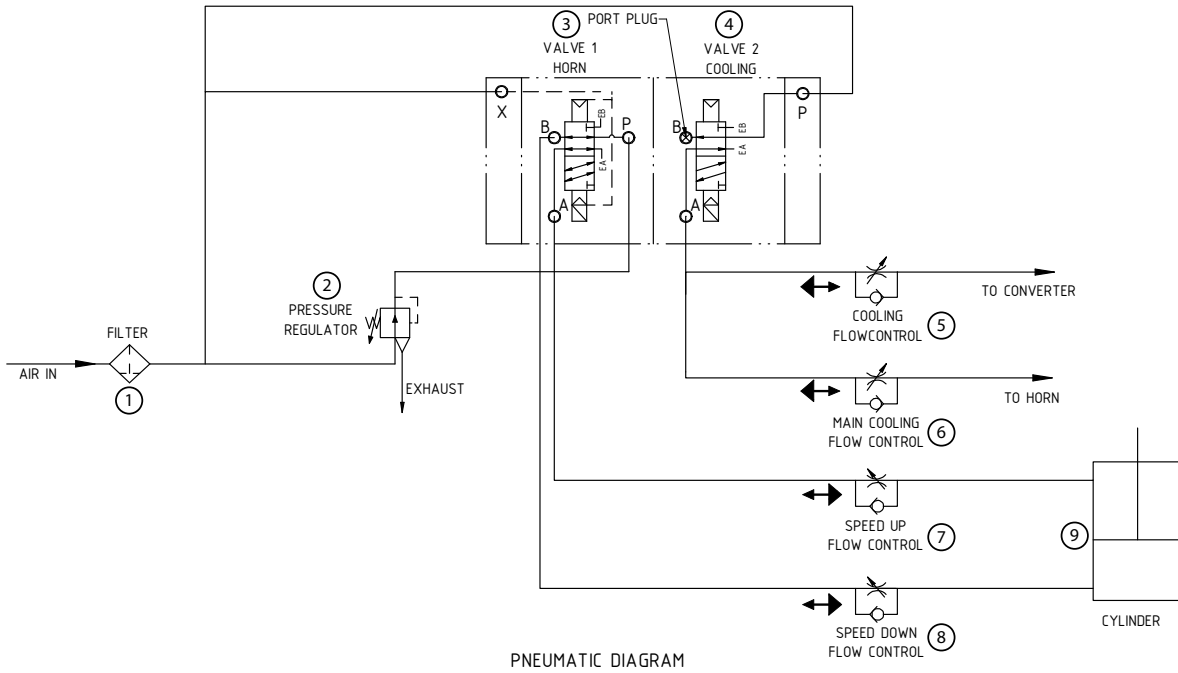 3
PORT PLUG
4
VALVE 1
HORN
VALVE 2
COOLING
X
B
EB
P
EA
A
B
EB
EA
A
P
2
PRESSURE
REGULATOR
FILTER
AIR IN
1
EXHAUST
TO CONVERTER
COOLING
FLOWCONTROL
5
TO HORN
MAIN COOLING
FLOW CONTROL
6
SPEED UP
FLOW CONTROL
7
9
SPEED DOWN
FLOW CONTROL
8
CYLINDER
PNEUMATIC DIAGRAM